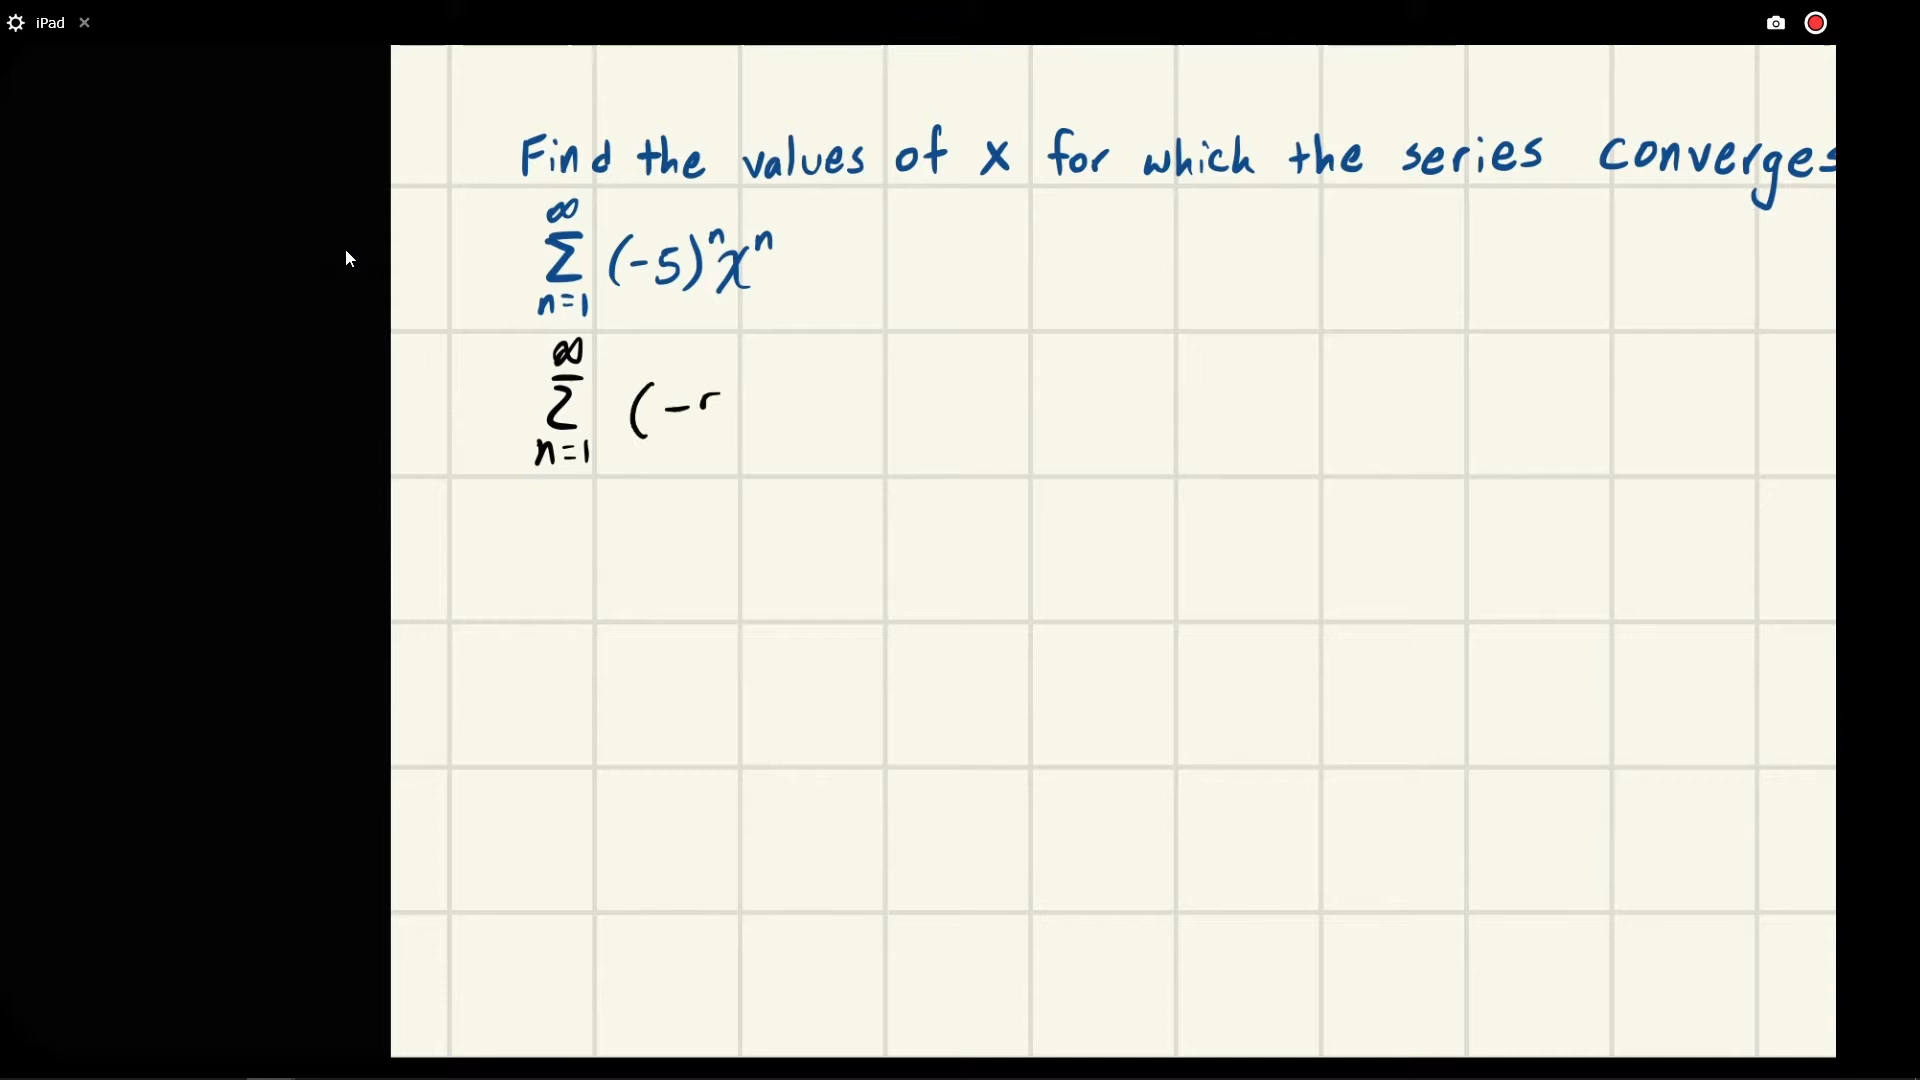 iPad
Find the values of x for which the series converges
∞
Σ (-5)ⁿxⁿ
n=1
∞
Σ (-
n=1